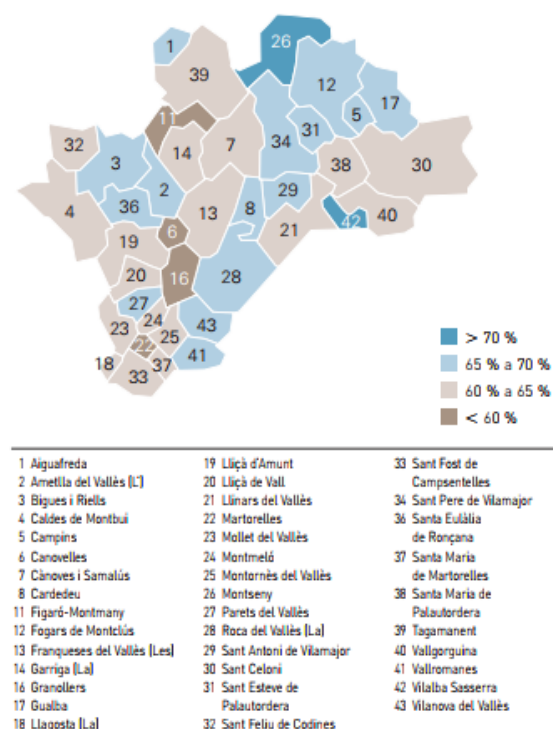 1
26
39
12
17
5
11
31
34
32
14
7
3
38
30
2
29
36
4
8
13
42
40
6
21
19
16
28
20
27
24
43
23
25
22
41
37
18
33
> 70 %
65 % a 70 %
60 % a 65 %
< 60 %
1 Aiguafreda
2 Ametlla del Vallès (L')
3 Bigues i Riells
4 Caldes de Montbui
5 Campins
6 Canovelles
7 Cànoves i Samalús
8 Cardedeu
11 Figaró-Montmany
12 Fogars de Montclús
13 Franqueses del Vallès (Les)
14 Garriga (La)
16 Granollers
17 Gualba
18 Llagosta (La)
19 Lliçà d'Amunt
20 Lliçà de Vall
21 Llinars del Vallès
22 Martorelles
23 Mollet del Vallès
24 Montmeló
25 Montornès del Vallès
26 Montseny
27 Parets del Vallès
28 Roca del Vallès (La)
29 Sant Antoni de Vilamajor
30 Sant Celoni
31 Sant Esteve de
Palautordera
32 Sant Feliu de Codines
33 Sant Fost de
Campsentelles
34 Sant Pere de Vilamajor
36 Santa Eulàlia
de Ronçana
37 Santa Maria
de Martorelles
38 Santa Maria de
Palautordera
39 Tagamanent
40 Vallgorguina
41 Vallromanes
42 Vilalba Sasserra
43 Vilanova del Vallès